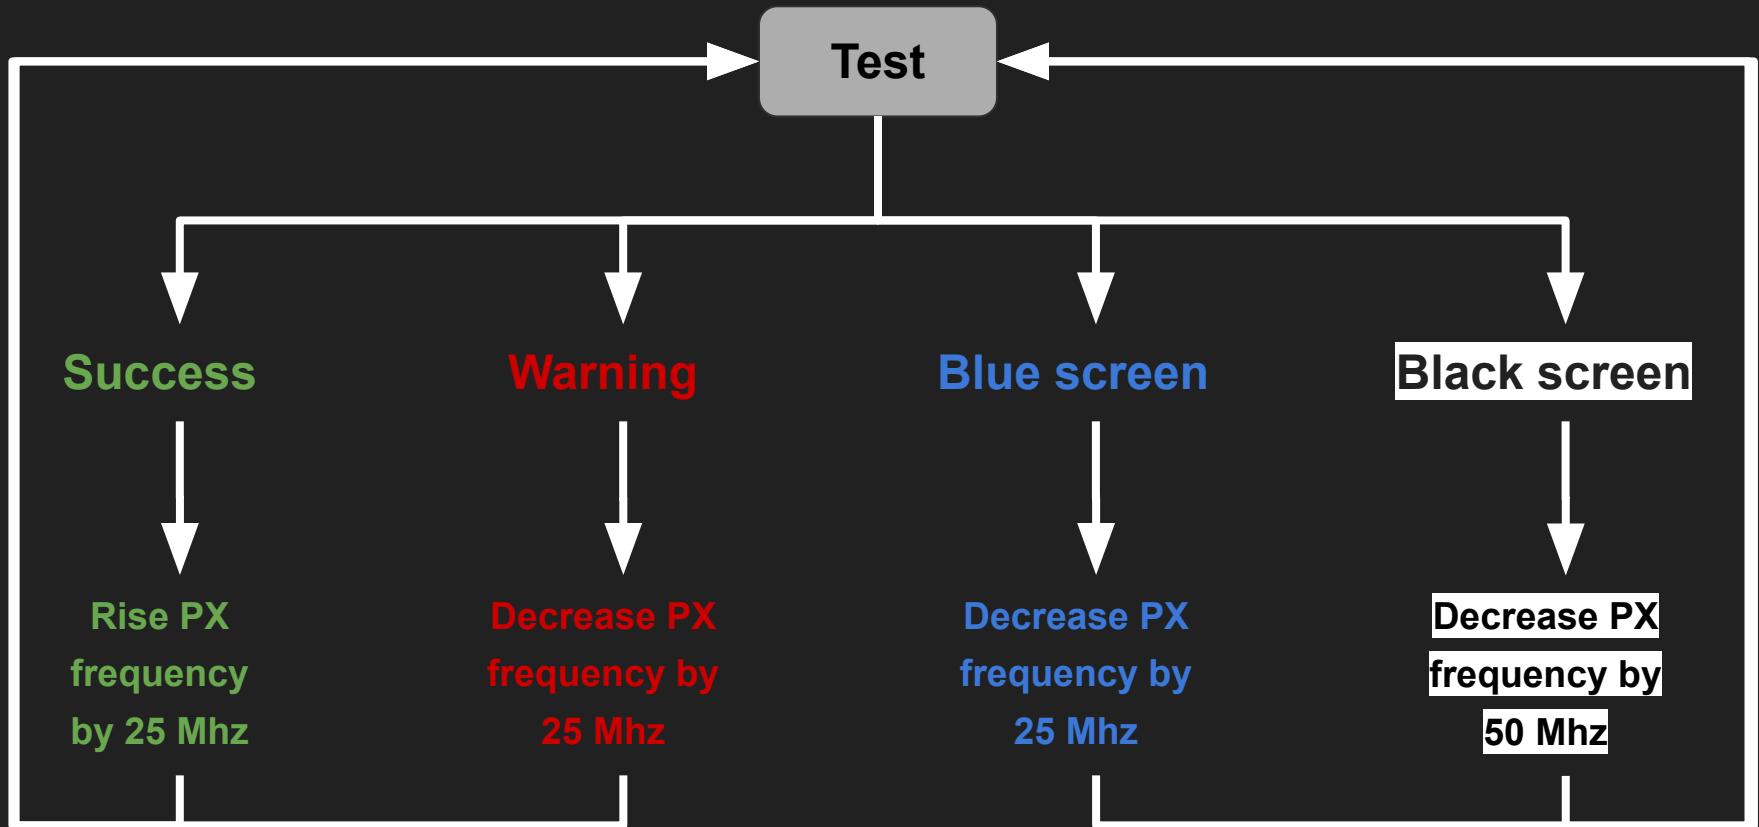 Test
Success
Warning
Blue screen
Black screen
Rise PX
frequency
by 25 Mhz
Decrease PX
frequency by
25 Mhz
Decrease PX
frequency by
25 Mhz
Decrease PX
frequency by
50 Mhz